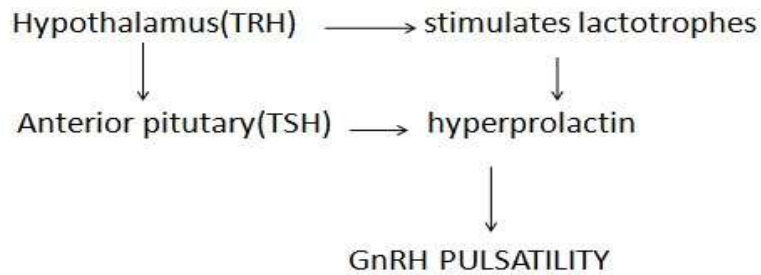 Hypothalamus(TRH) stimulates lactotrophes
Anterior pitutary(TSH) hyperprolactin
GnRH PULSATILITY